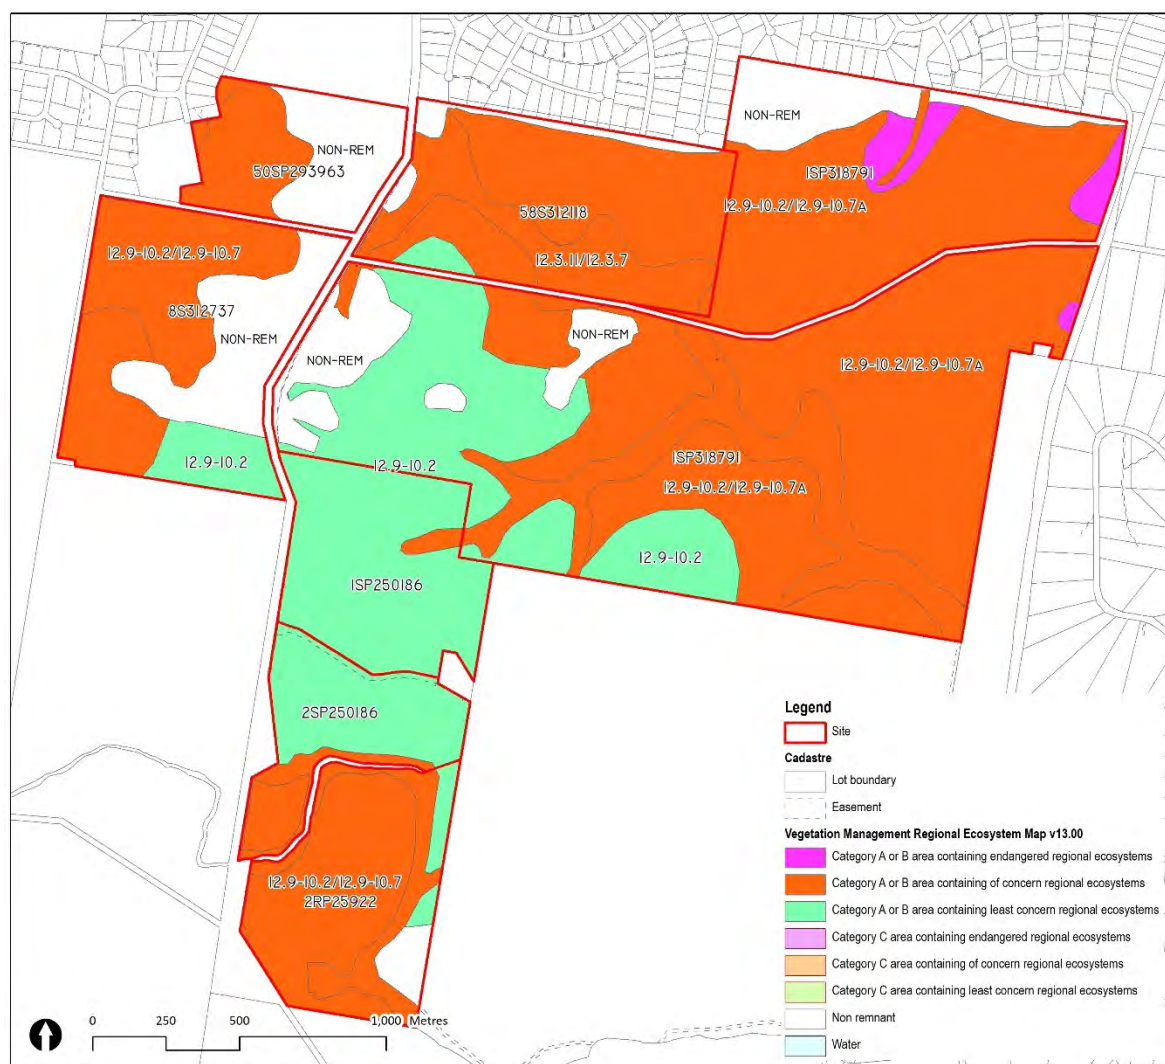 NON-REM
NON-REM
50SP293963
1SP318791
58S312118
12.9-10.2/12.9-10.7A
12.9-10.2/12.9-10.7
12.3.11/12.3.7
8S312737
NON-REM
NON-REM
NON-REM
12.9-10.2/12.9-10.7A
1SP318791
12.9-10.2
12.9-10.2
12.9-10.2/12.9-10.7A
12.9-10.2
1SP250186
2SP250186
12.9-10.2/12.9-10.7
2RP25922
Legend
Site
Cadastre
Lot boundary
Easement
Vegetation Management Regional Ecosystem Map v13.00
Category A or B area containing endangered regional ecosystems
Category A or B area containing of concern regional ecosystems
Category A or B area containing least concern regional ecosystems
Category C area containing endangered regional ecosystems
Category C area containing of concern regional ecosystems
Category C area containing least concern regional ecosystems
Non remnant
Water
0 250 500 1,000 Metres